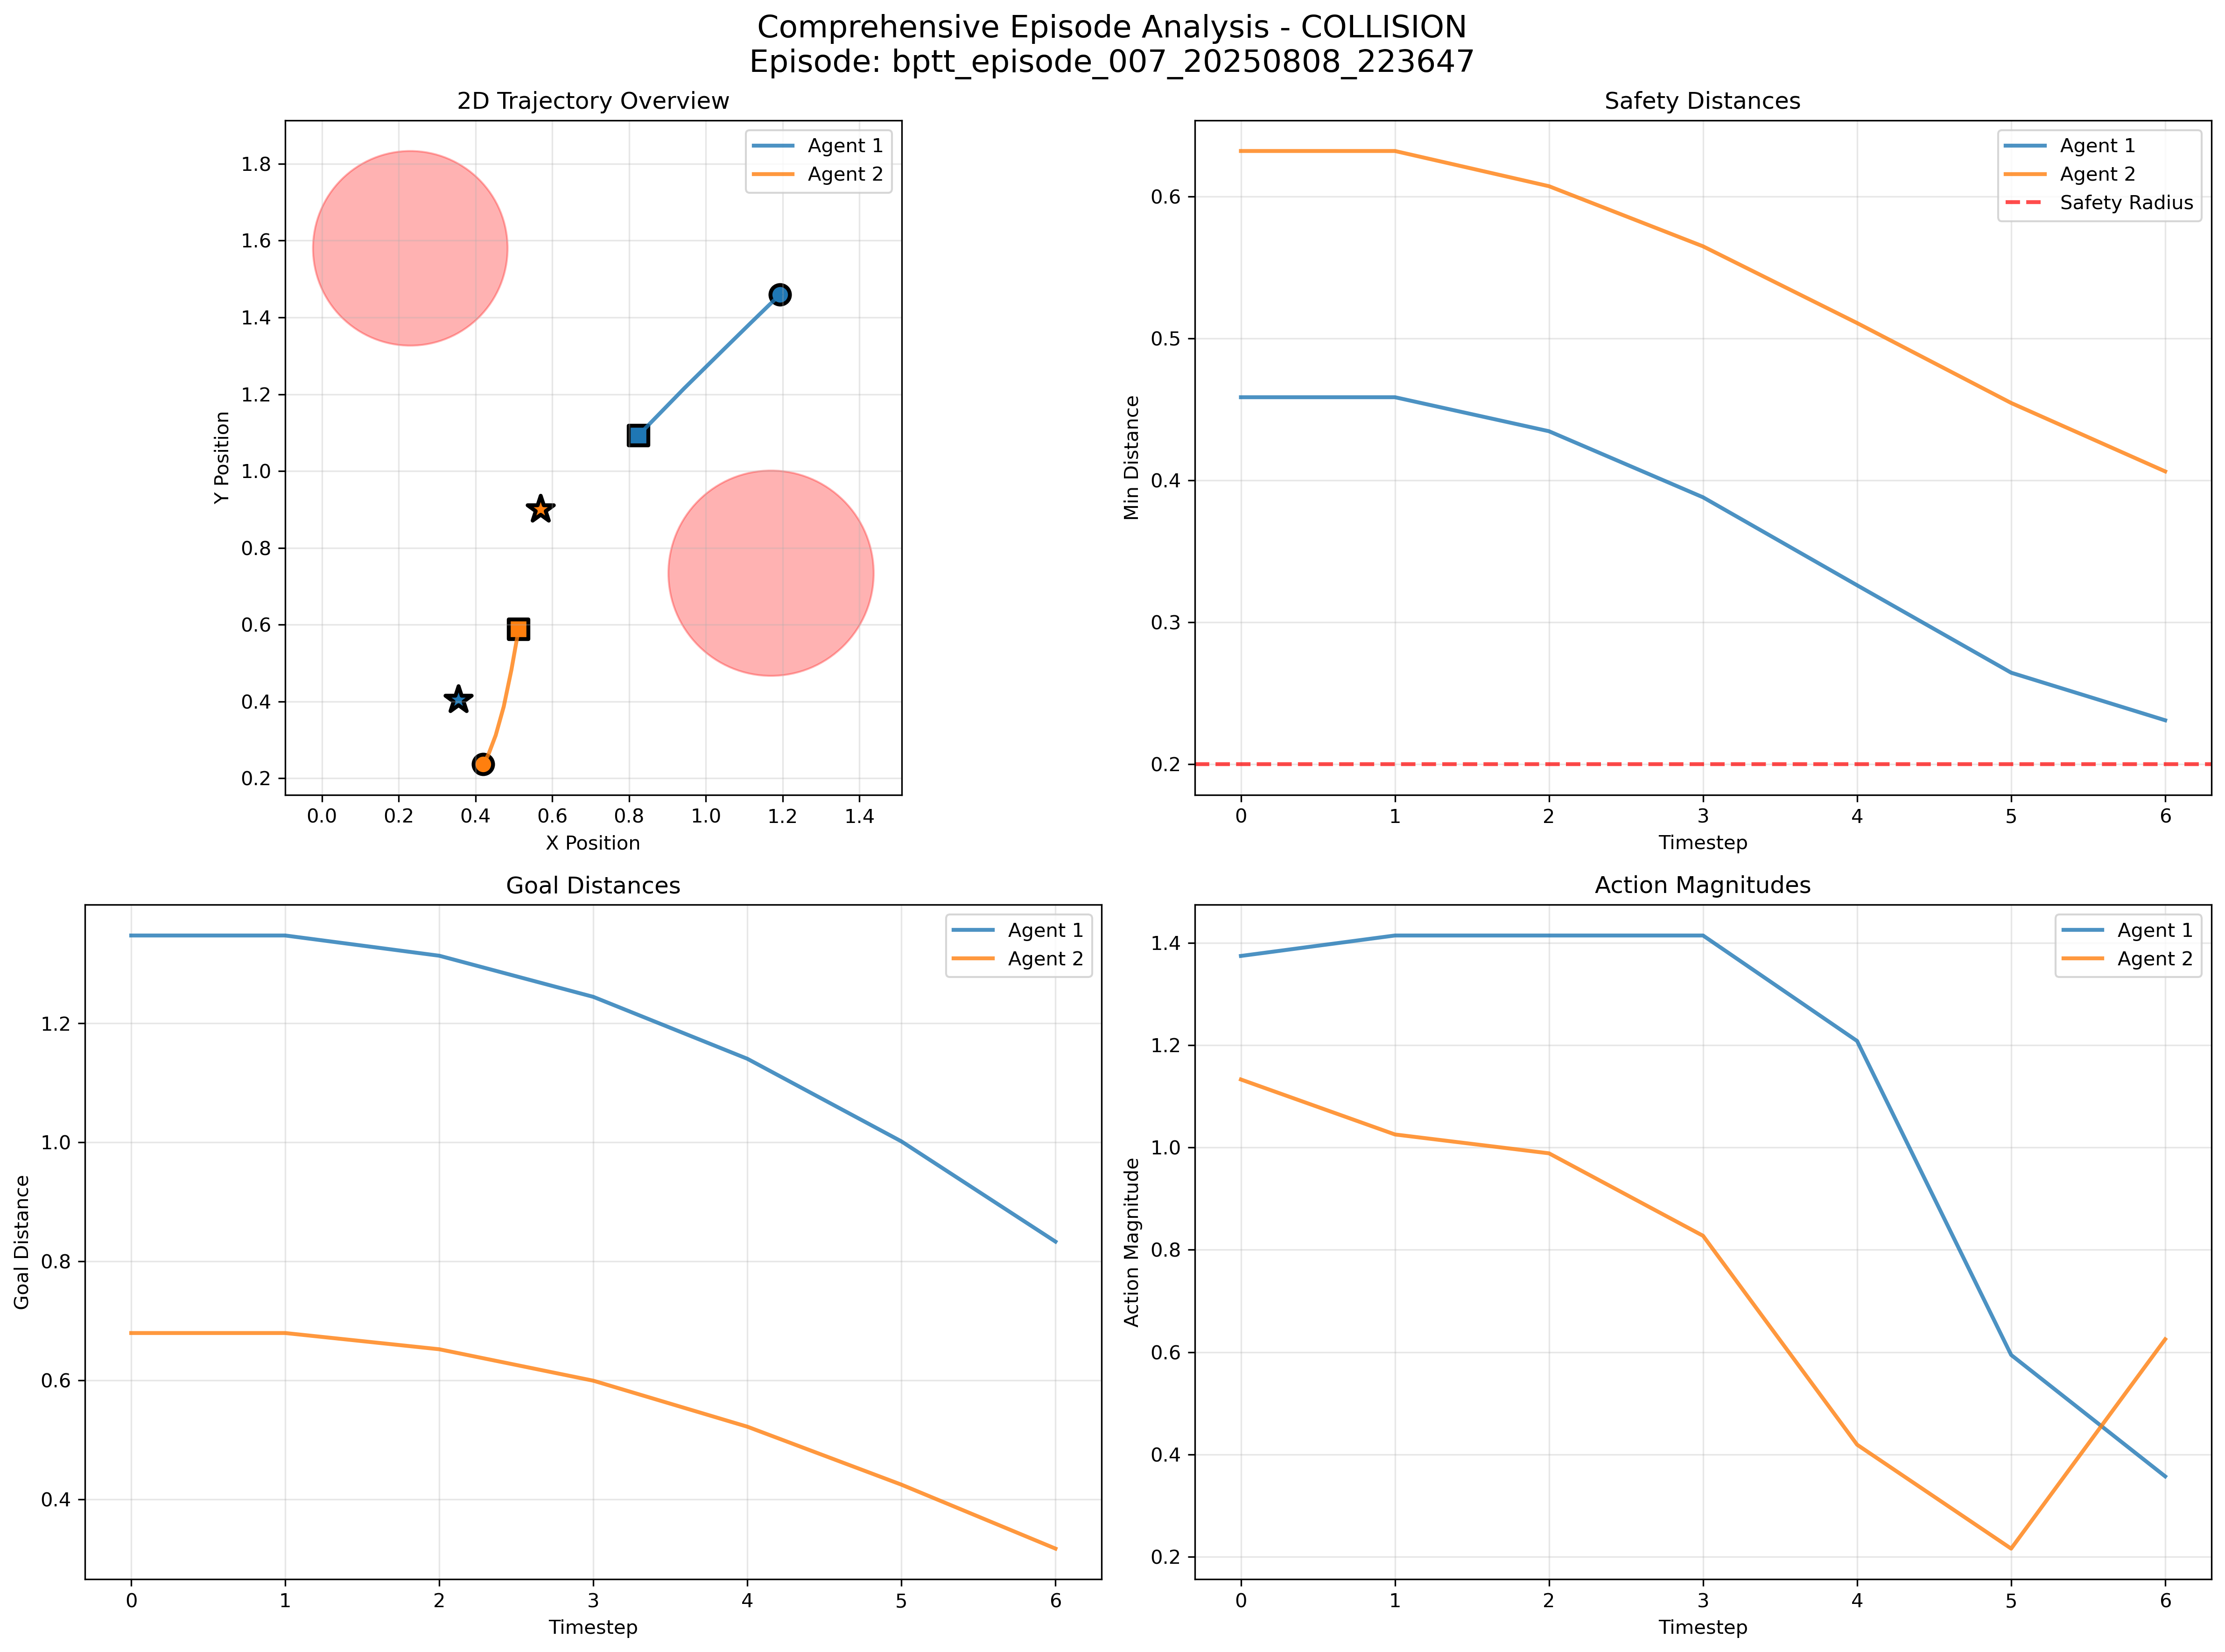 Comprehensive Episode Analysis - COLLISION
Episode: bptt_episode_007_20250808_223647
2D Trajectory Overview
Agent 1
Agent 2
1.8
1.6
1.4
1.2
1.0
0.8
0.6
0.4
0.2
Y Position
0.0 0.2 0.4 0.6 0.8 1.0 1.2 1.4
X Position
Safety Distances
Agent 1
Agent 2
Safety Radius
0.6
0.5
0.4
0.3
0.2
Min Distance
0 1 2 3 4 5 6
Timestep
Goal Distances
Agent 1
Agent 2
1.2
1.0
0.8
0.6
0.4
Goal Distance
0 1 2 3 4 5 6
Timestep
Action Magnitudes
Agent 1
Agent 2
1.4
1.2
1.0
0.8
0.6
0.4
0.2
Action Magnitude
0 1 2 3 4 5 6
Timestep